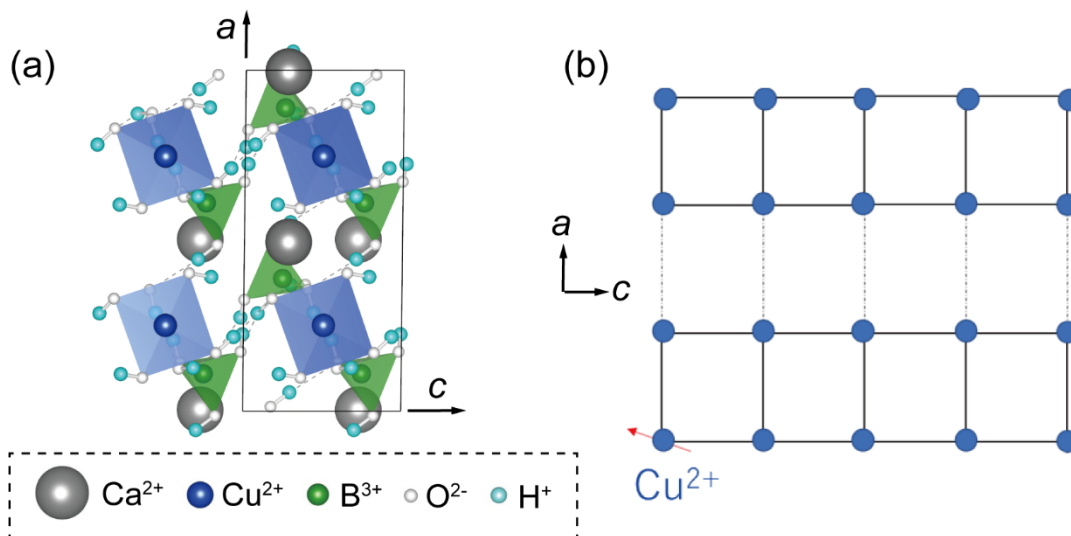 (a)
a
c
Ca²⁺ Cu²⁺ B³⁺ O²⁻ H⁺
(b)
a
c
Cu²⁺